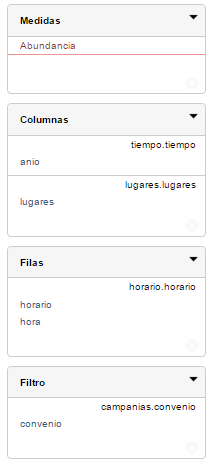 Medidas
Abundancia
Columnas
tiempo.tiempo
anio
lugares.lugares
lugares
Filas
horario.horario
horario
hora
Filtro
campanias.convenio
convenio